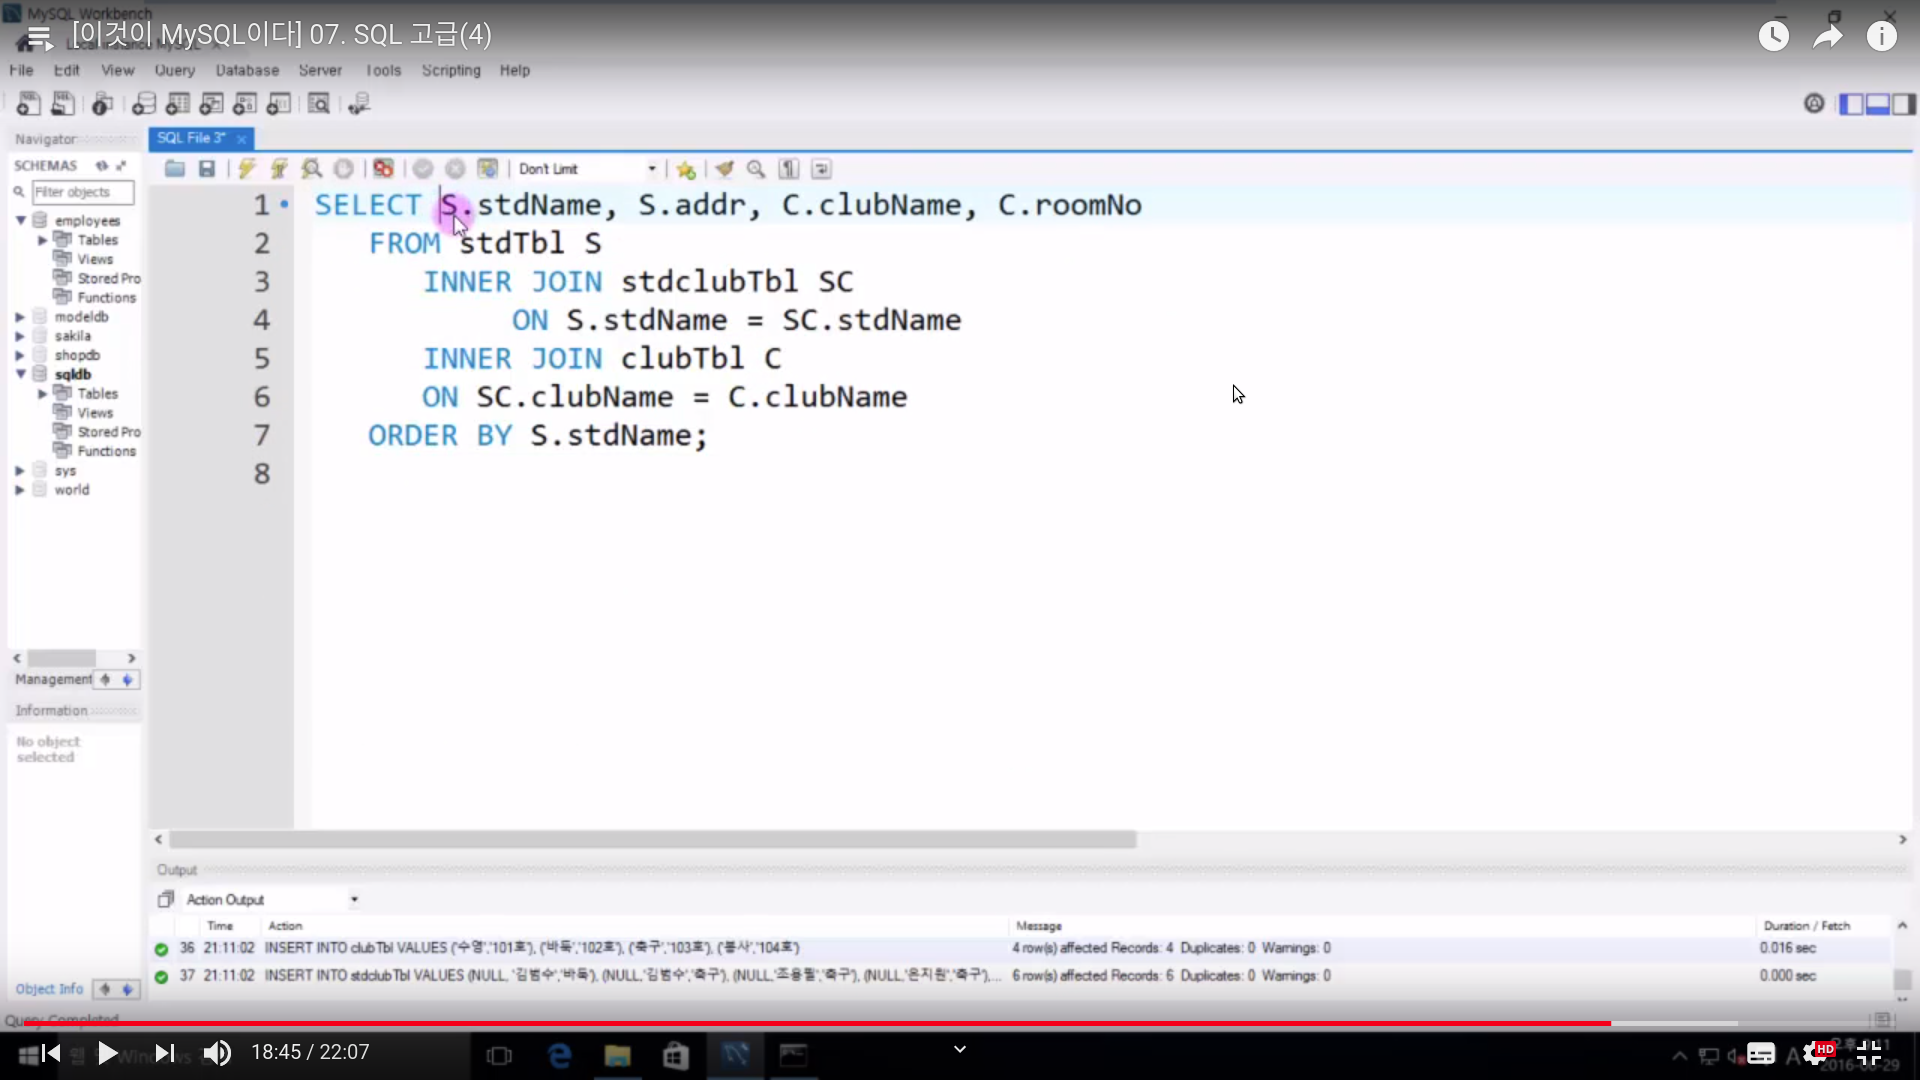 MySQL Workbench
[이것이 MySQL이다] 07. SQL 고급(4)
File Edit View Query Database Server Tools Scripting Help
Navigator
SQL File 3*
SCHEMAS
Don't Limit
Filter objects
employees
Tables
Views
Stored Pro
Functions
modeldb
sakila
shopdb
sqldb
Tables
Views
Stored Pro
Functions
sys
world
Management
Information
No object
selected
Object Info
1 SELECT S.stdName, S.addr, C.clubName, C.roomNo
2 FROM stdTbl S
3 INNER JOIN stdclubTbl SC
4 ON S.stdName = SC.stdName
5 INNER JOIN clubTbl C
6 ON SC.clubName = C.clubName
7 ORDER BY S.stdName;
8
Output
Action Output
Time Action Message Duration / Fetch
36 21:11:02 INSERT INTO clubTbl VALUES ('수영','101호'), ('바둑','102호'), ('축구','103호'), ('봉사','104호') 4 row(s) affected Records: 4 Duplicates: 0 Warnings: 0 0.016 sec
37 21:11:02 INSERT INTO stdclubTbl VALUES (NULL, '김범수','바둑'), (NULL,'김범수','축구'), (NULL,'조용필','축구'), (NULL,'은지원','축구'),... 6 row(s) affected Records: 6 Duplicates: 0 Warnings: 0 0.000 sec
Query Completed
18:45 / 22:07
HD